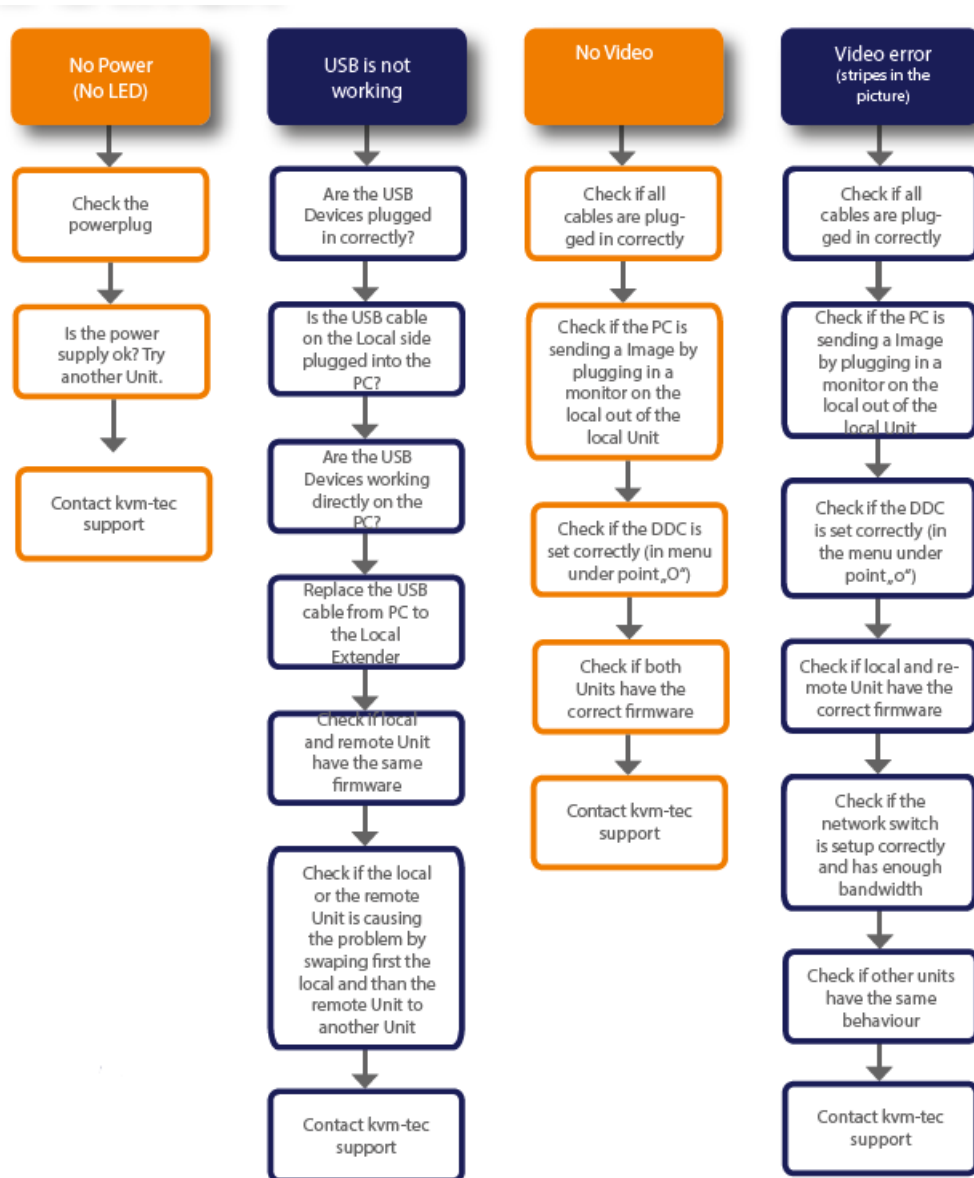 No Power
(No LED)
Check the
powerplug
Is the power
supply ok? Try
another Unit.
Contact kvm-tec
support
USB is not
working
Are the USB
Devices plugged
in correctly?
Is the USB cable
on the Local side
plugged into the
PC?
Are the USB
Devices working
directly on the
PC?
Replace the USB
cable from PC to
the Local
Extender
Check if local
and remote Unit
have the same
firmware
Check if the local
or the remote
Unit is causing
the problem by
swaping first the
local and than the
remote Unit to
another Unit
Contact kvm-tec
support
No Video
Check if all
cables are plug-
ged in correctly
Check if the PC is
sending a Image by
plugging in a
monitor on the
local out of the
local Unit
Check if the DDC is
set correctly (in menu
under point „O“)
Check if both
Units have the
correct firmware
Contact kvm-tec
support
Video error
(stripes in the
picture)
Check if all
cables are plug-
ged in correctly
Check if the PC is
sending a Image
by plugging in a
monitor on the
local out of the
local Unit
Check if the DDC
is set correctly (in
the menu under
point „o“)
Check if local and re-
mote Unit have the
correct firmware
Check if the
network switch
is setup correctly
and has enough
bandwidth
Check if other units
have the same
behaviour
Contact kvm-tec
support